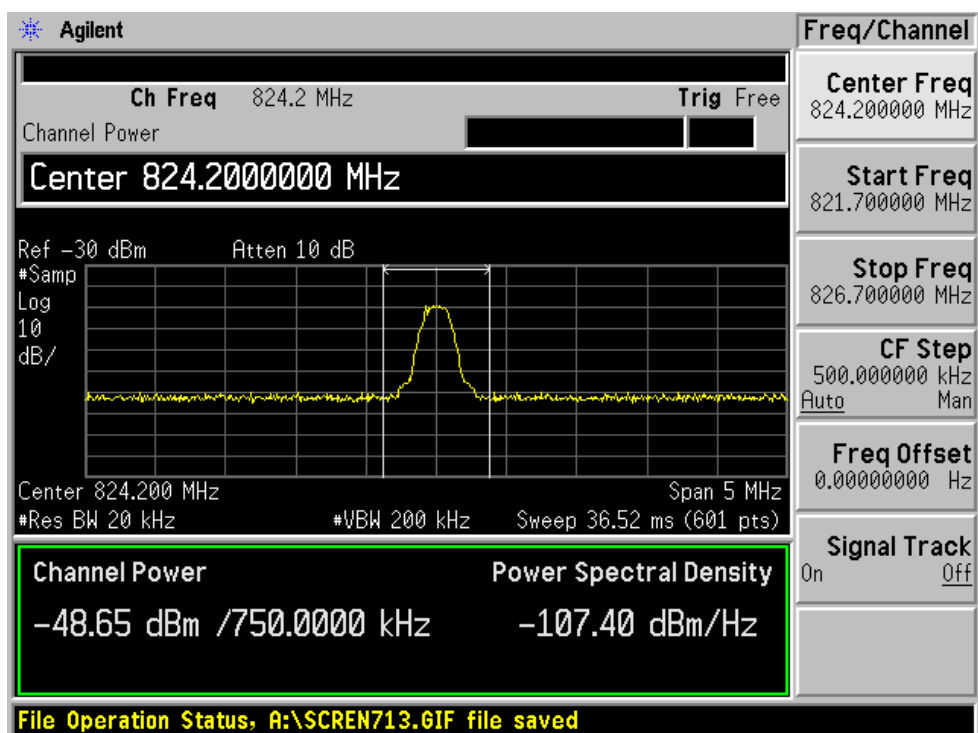 Agilent
Freq/Channel
Ch Freq 824.2 MHz Trig Free
Channel Power
Center 824.2000000 MHz
Ref -30 dBm Atten 10 dB
#Samp
Log
10
dB/
Center 824.200 MHz Span 5 MHz
#Res BW 20 kHz #VBW 200 kHz Sweep 36.52 ms (601 pts)
Channel Power Power Spectral Density
-48.65 dBm /750.0000 kHz -107.40 dBm/Hz
File Operation Status, A:\SCREN713.GIF file saved
Center Freq
824.200000 MHz
Start Freq
821.700000 MHz
Stop Freq
826.700000 MHz
CF Step
500.000000 kHz
Auto Man
Freq Offset
0.00000000 Hz
Signal Track
On Off